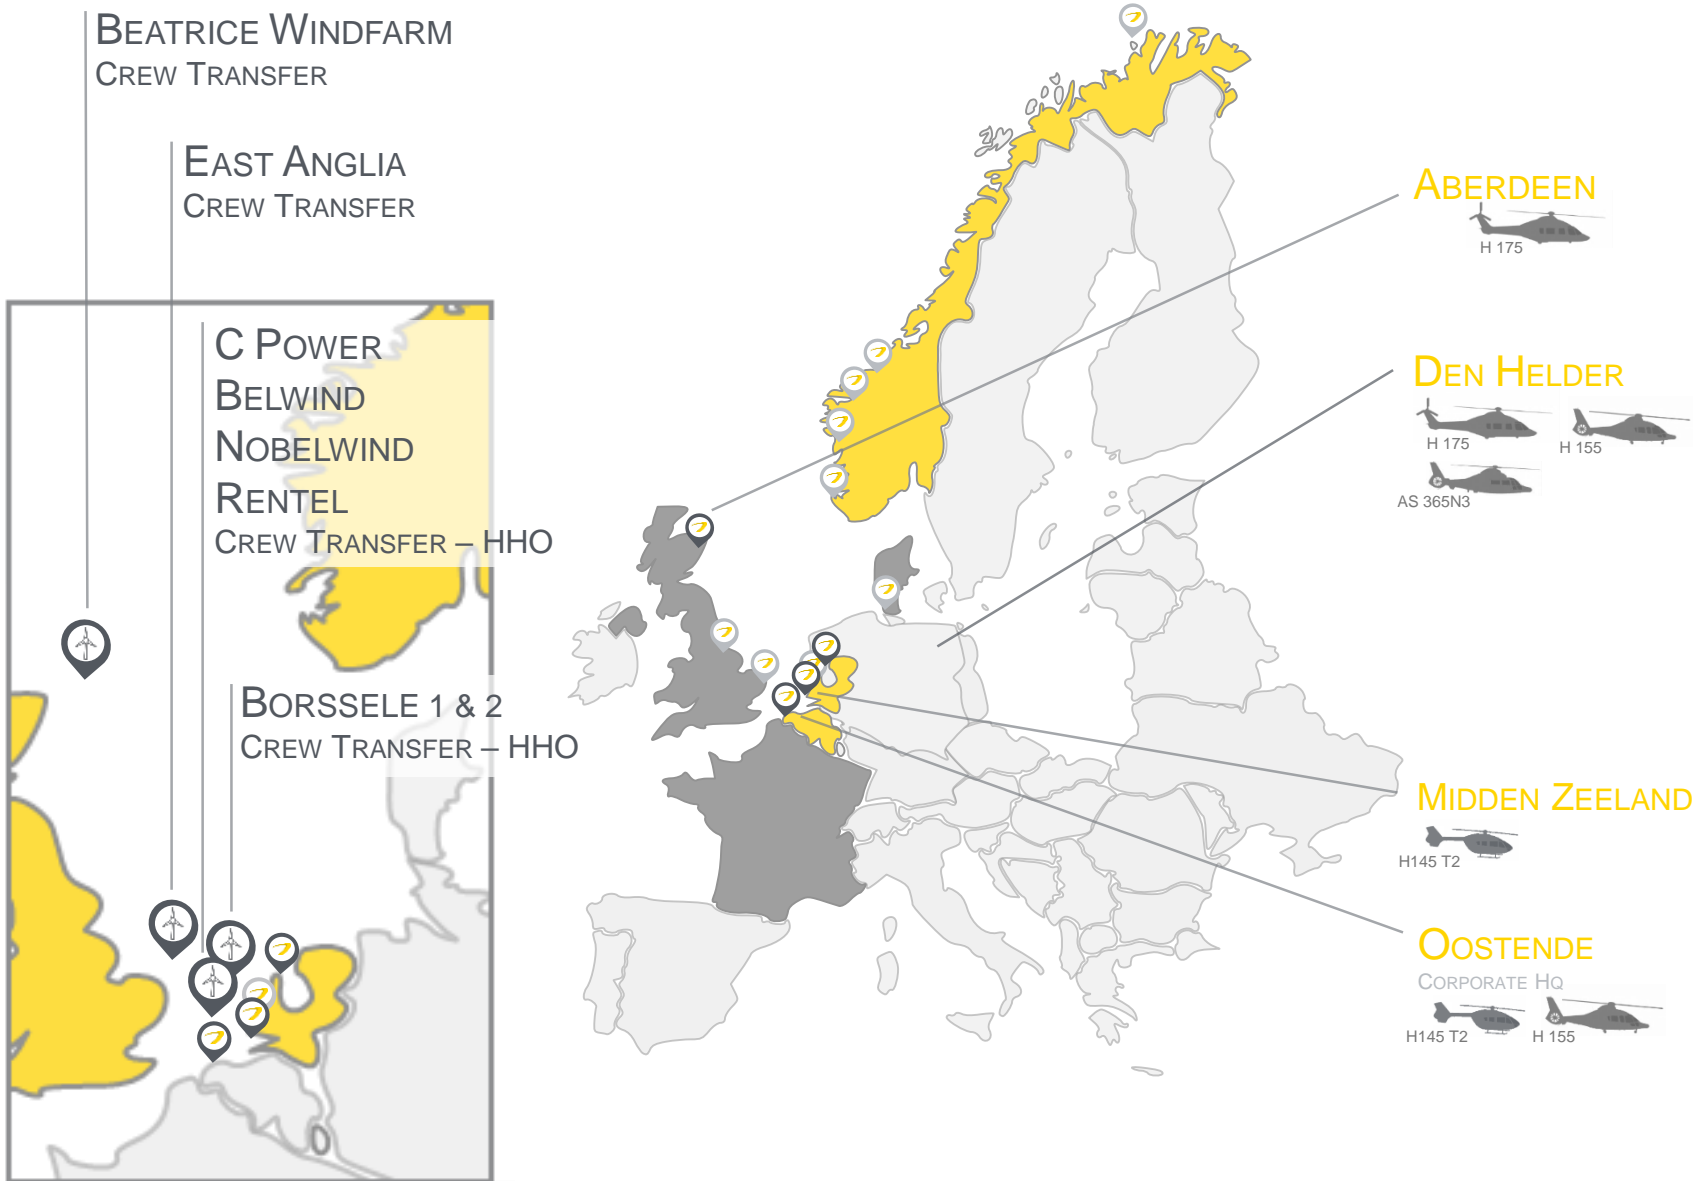 BEATRICE WINDFARM
CREW TRANSFER
EAST ANGLIA
CREW TRANSFER
C POWER
BELWIND
NOBELWIND
RENTEL
CREW TRANSFER – HHO
BORSSELE 1 & 2
CREW TRANSFER – HHO
ABERDEEN
H 175
DEN HELDER
H 175
H 155
AS 365N3
MIDDEN ZEELAND
H145 T2
OOSTENDE
CORPORATE HQ
H145 T2
H 155